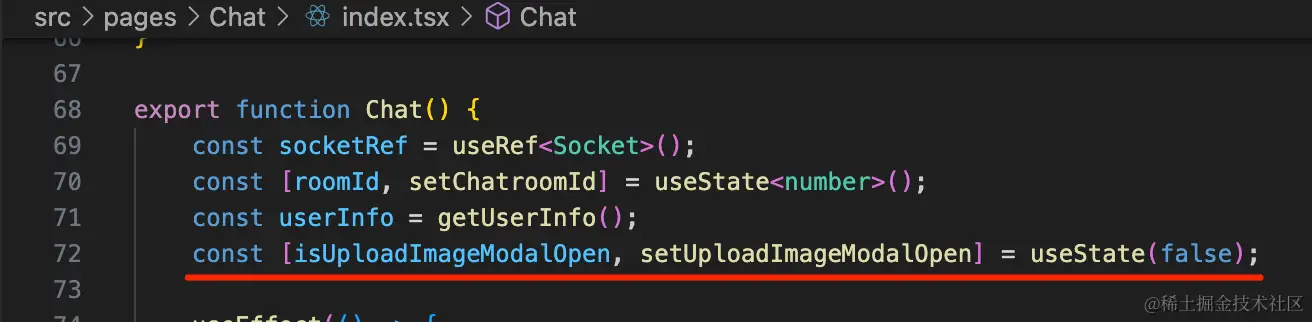 src > pages > Chat > index.tsx > Chat
66 }
67
68 export function Chat() {
69 const socketRef = useRef<Socket>();
70 const [roomId, setChatroomId] = useState<number>();
71 const userInfo = getUserInfo();
72 const [isUploadImageModalOpen, setUploadImageModalOpen] = useState(false);
73
74 useEffect(() => {
@稀土掘金技术社区